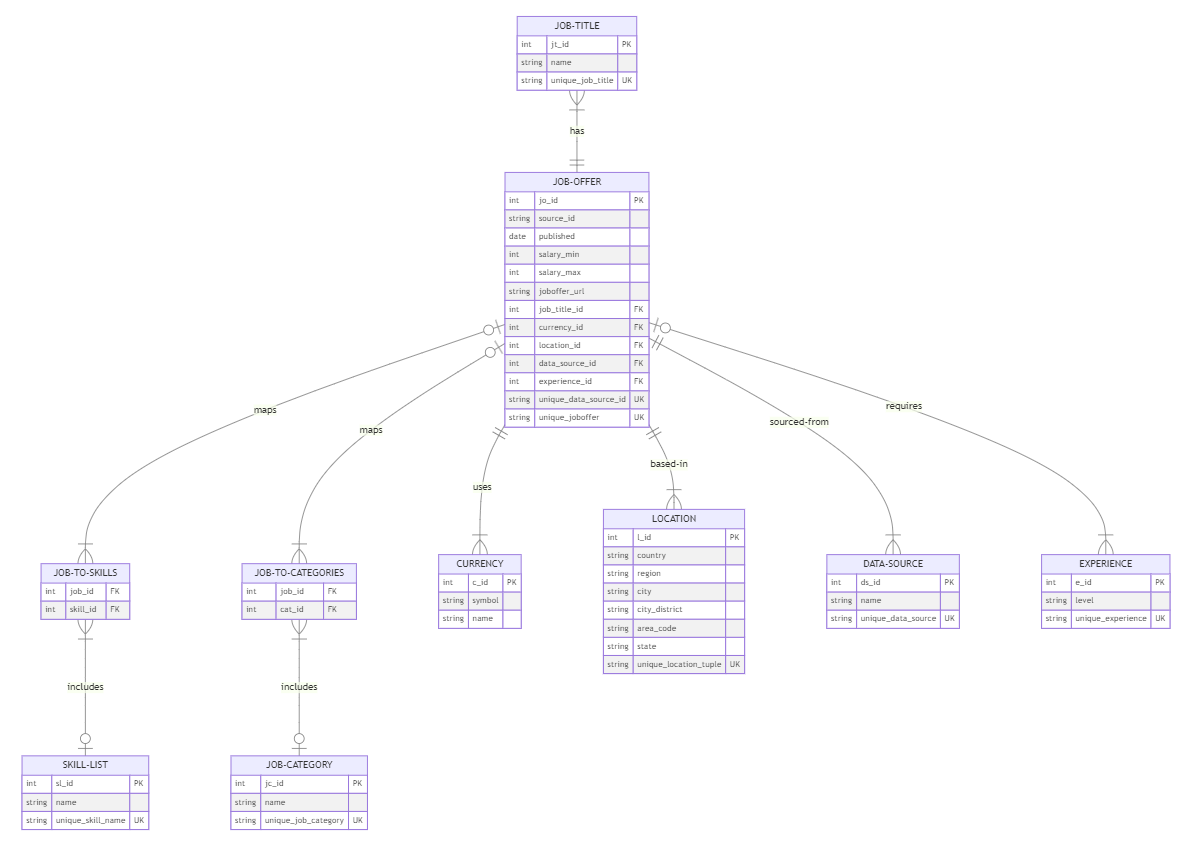 JOB-TITLE
int jt_id PK
string name
string unique_job_title UK
has
JOB-OFFER
int jo_id PK
string source_id
date published
int salary_min
int salary_max
string joboffer_url
int job_title_id FK
int currency_id FK
int location_id FK
int data_source_id FK
int experience_id FK
string unique_data_source_id UK
string unique_joboffer UK
maps
maps
uses
based-in
sourced-from
requires
JOB-TO-SKILLS
int job_id FK
int skill_id FK
JOB-TO-CATEGORIES
int job_id FK
int cat_id FK
CURRENCY
int c_id PK
string symbol
string name
LOCATION
int l_id PK
string country
string region
string city
string city_district
string area_code
string state
string unique_location_tuple UK
DATA-SOURCE
int ds_id PK
string name
string unique_data_source UK
EXPERIENCE
int e_id PK
string level
string unique_experience UK
includes
includes
SKILL-LIST
int sl_id PK
string name
string unique_skill_name UK
JOB-CATEGORY
int jc_id PK
string name
string unique_job_category UK